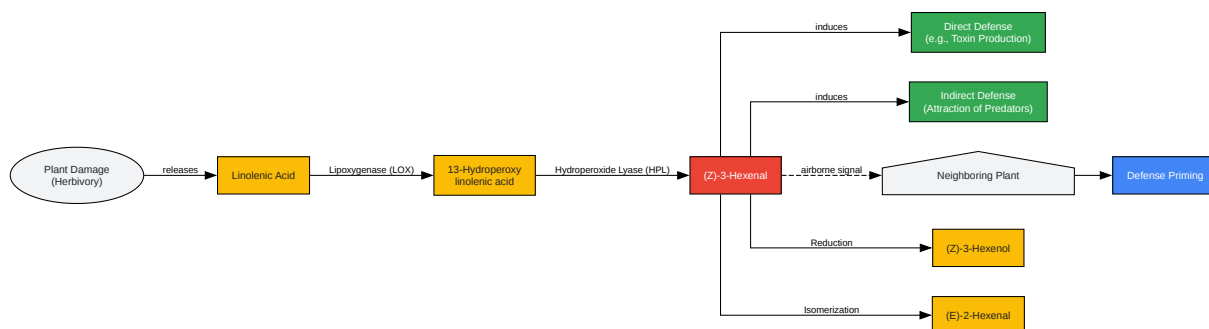 induces
Direct Defense
(e.g., Toxin Production)
induces
Indirect Defense
(Attraction of Predators)
Plant Damage
(Herbivory)
releases
Linolenic Acid
Lipoxygenase (LOX)
13-Hydroperoxy
linolenic acid
Hydroperoxide Lyase (HPL)
(Z)-3-Hexenal
airborne signal
Neighboring Plant
Defense Priming
Reduction
(Z)-3-Hexenol
Isomerization
(E)-2-Hexenal